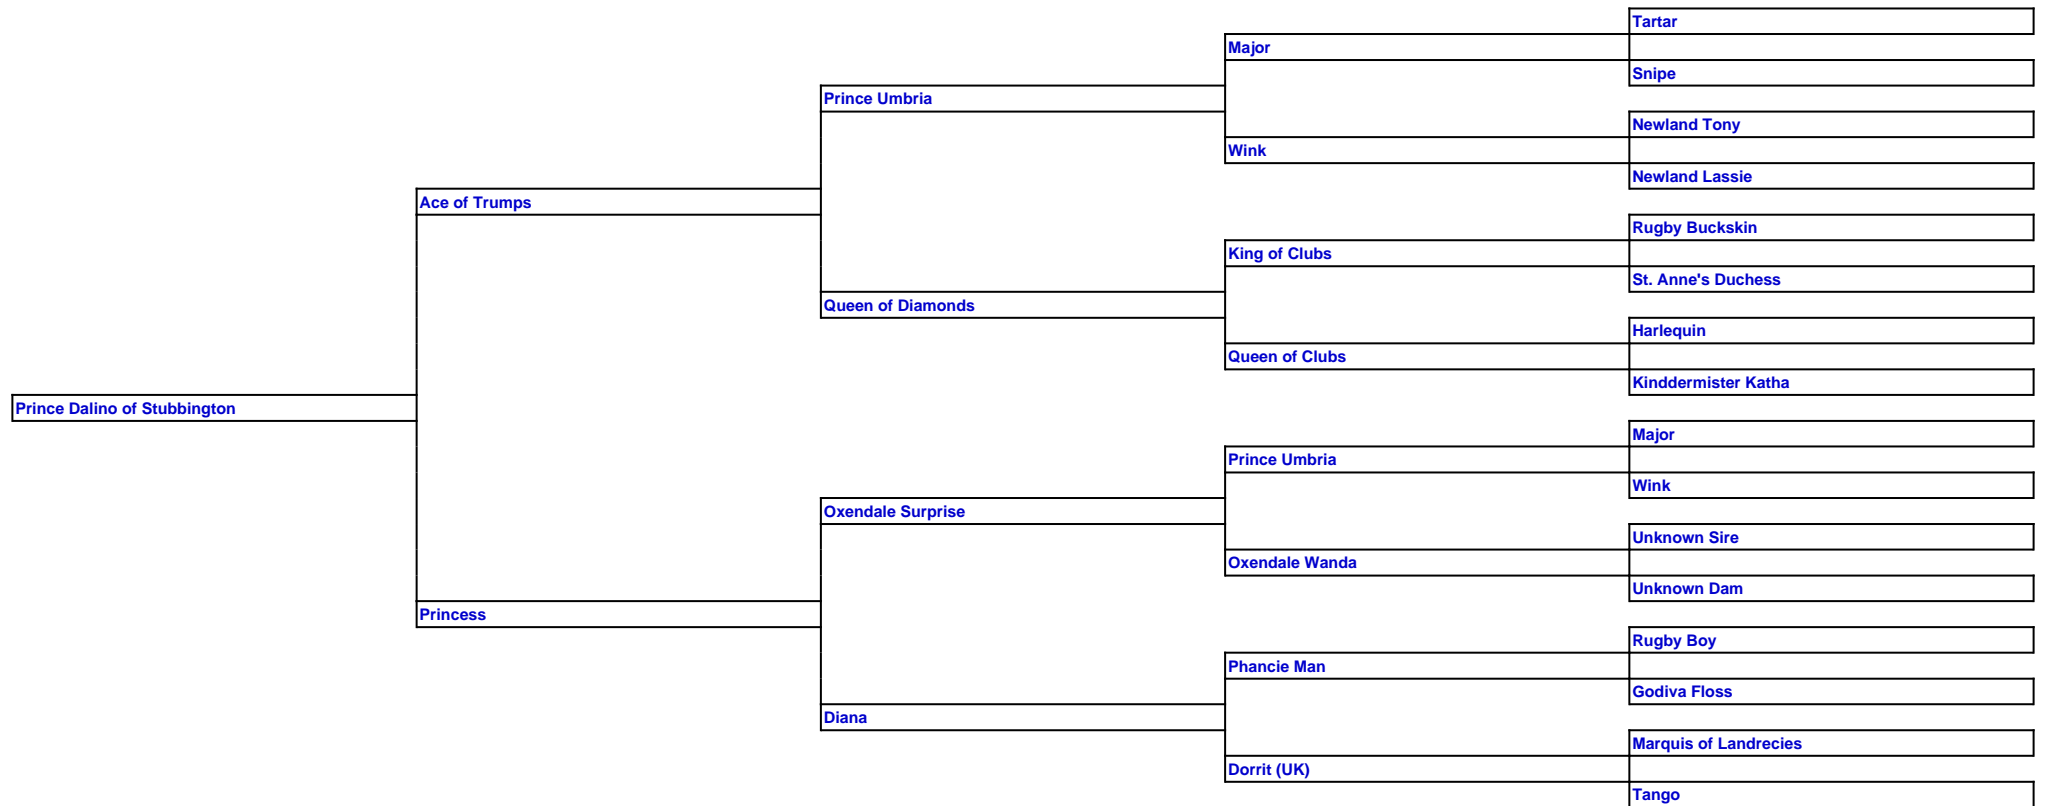 Tartar
Major
Snipe
Prince Umbria
Newland Tony
Wink
Newland Lassie
Ace of Trumps
Rugby Buckskin
King of Clubs
St. Anne's Duchess
Queen of Diamonds
Harlequin
Queen of Clubs
Kinddermister Katha
Prince Dalino of Stubbington
Major
Prince Umbria
Wink
Oxendale Surprise
Unknown Sire
Oxendale Wanda
Unknown Dam
Princess
Rugby Boy
Phancie Man
Godiva Floss
Diana
Marquis of Landrecies
Dorrit (UK)
Tango